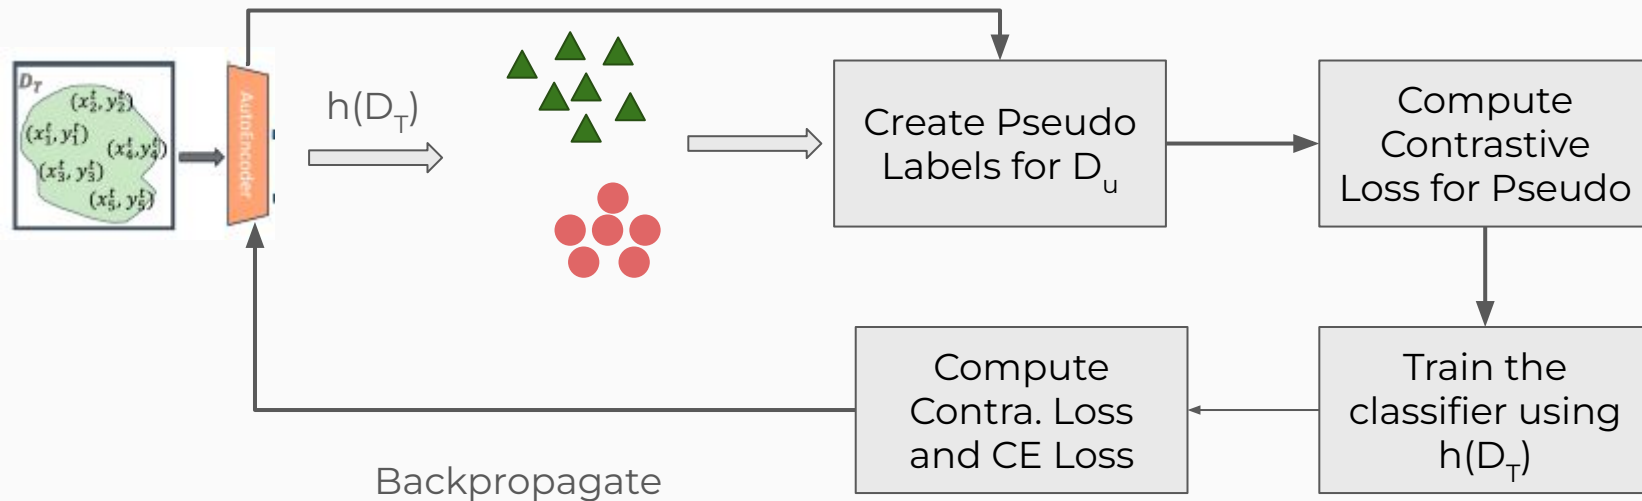 D_T
(x_2^t, y_2^t)
(x_1^t, y_1^t)
(x_4^t, y_4^t)
(x_3^t, y_3^t)
(x_5^t, y_5^t)
AutoEncoder
h(D_T)
Create Pseudo
Labels for D_u
Compute
Contrastive
Loss for Pseudo
Train the
classifier using
h(D_T)
Compute
Contra. Loss
and CE Loss
Backpropagate